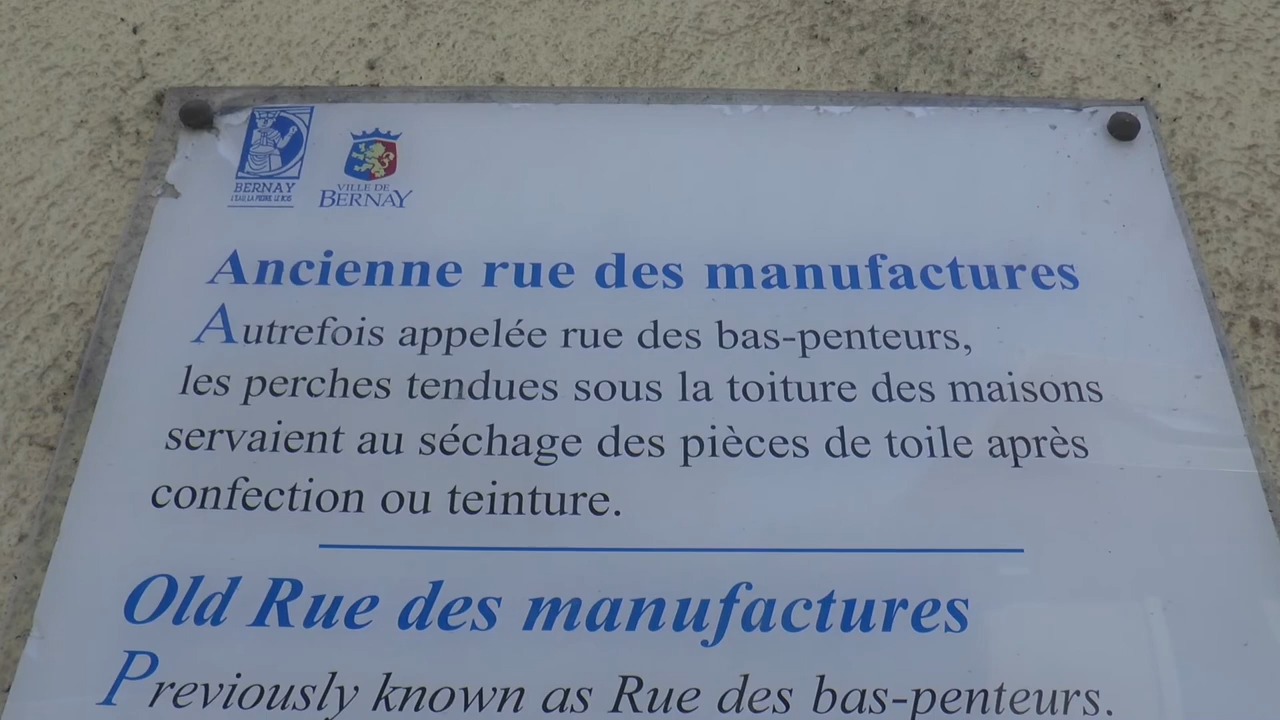 BERNAY
L'EAU, LA PIERRE, LE BOIS
VILLE DE
BERNAY
Ancienne rue des manufactures
Autrefois appelée rue des bas-penteurs,
les perches tendues sous la toiture des maisons
servaient au séchage des pièces de toile après
confection ou teinture.
Old Rue des manufactures
Previously known as Rue des bas-penteurs.